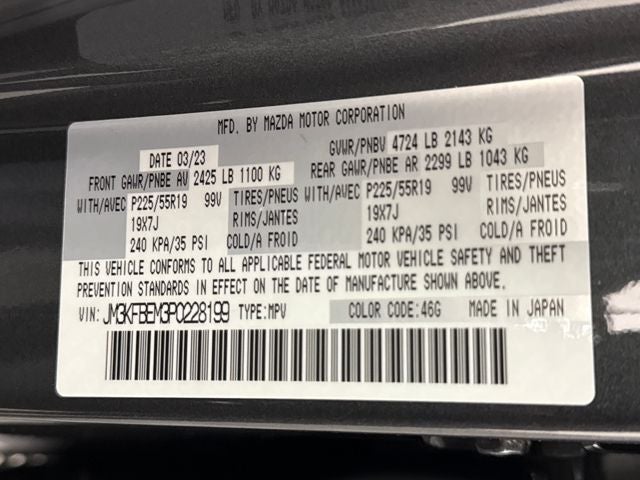 MFD. BY MAZDA MOTOR CORPORATION
DATE 03/23 GVWR/PNBV 4724 LB 2143 KG
FRONT GAWR/PNBE AV 2425 LB 1100 KG REAR GAWR/PNBE AR 2299 LB 1043 KG
WITH/AVEC P225/55R19 99V TIRES/PNEUS WITH/AVEC P225/55R19 99V TIRES/PNEUS
19X7J RIMS/JANTES 19X7J RIMS/JANTES
240 KPA/35 PSI COLD/A FROID 240 KPA/35 PSI COLD/A FROID
THIS VEHICLE CONFORMS TO ALL APPLICABLE FEDERAL MOTOR VEHICLE SAFETY AND THEFT
PREVENTION STANDARDS IN EFFECT ON THE DATE OF MANUFACTURE SHOWN ABOVE.
VIN: JM3KFBEM3P0228199 TYPE:MPV COLOR CODE:46G MADE IN JAPAN